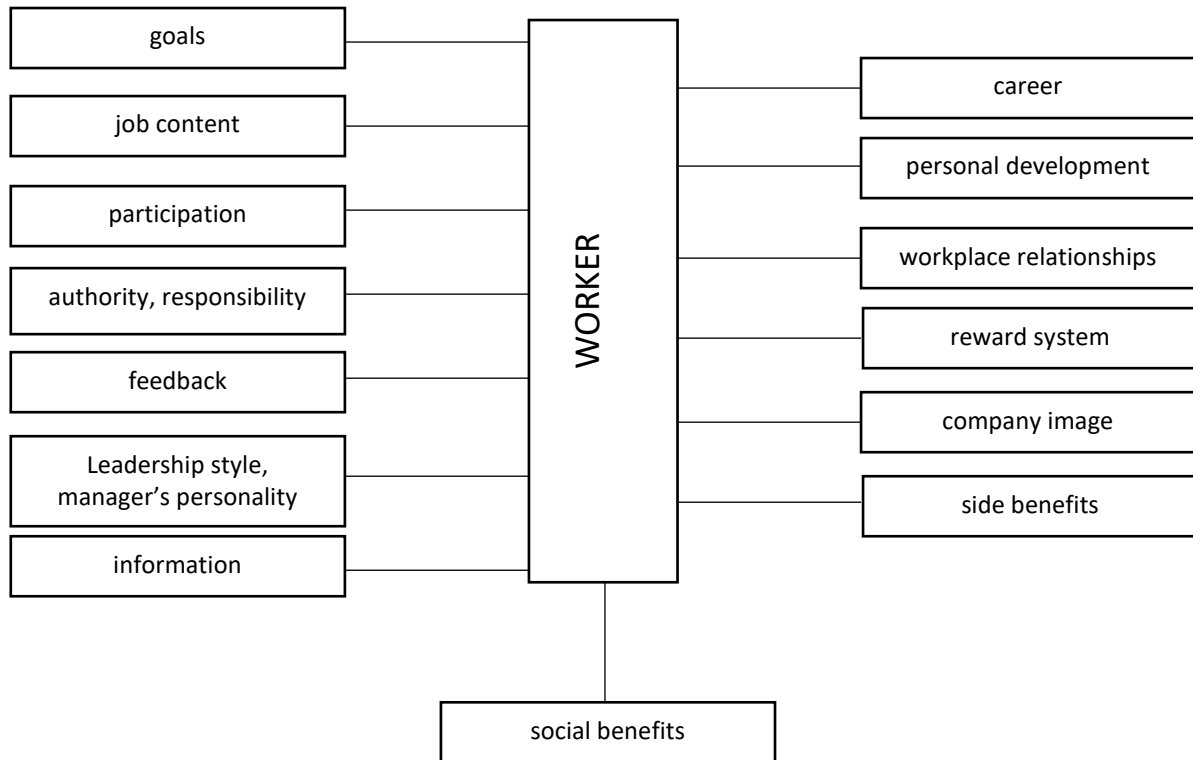 goals
job content
participation
authority, responsibility
feedback
Leadership style,
manager’s personality
information
WORKER
career
personal development
workplace relationships
reward system
company image
side benefits
social benefits